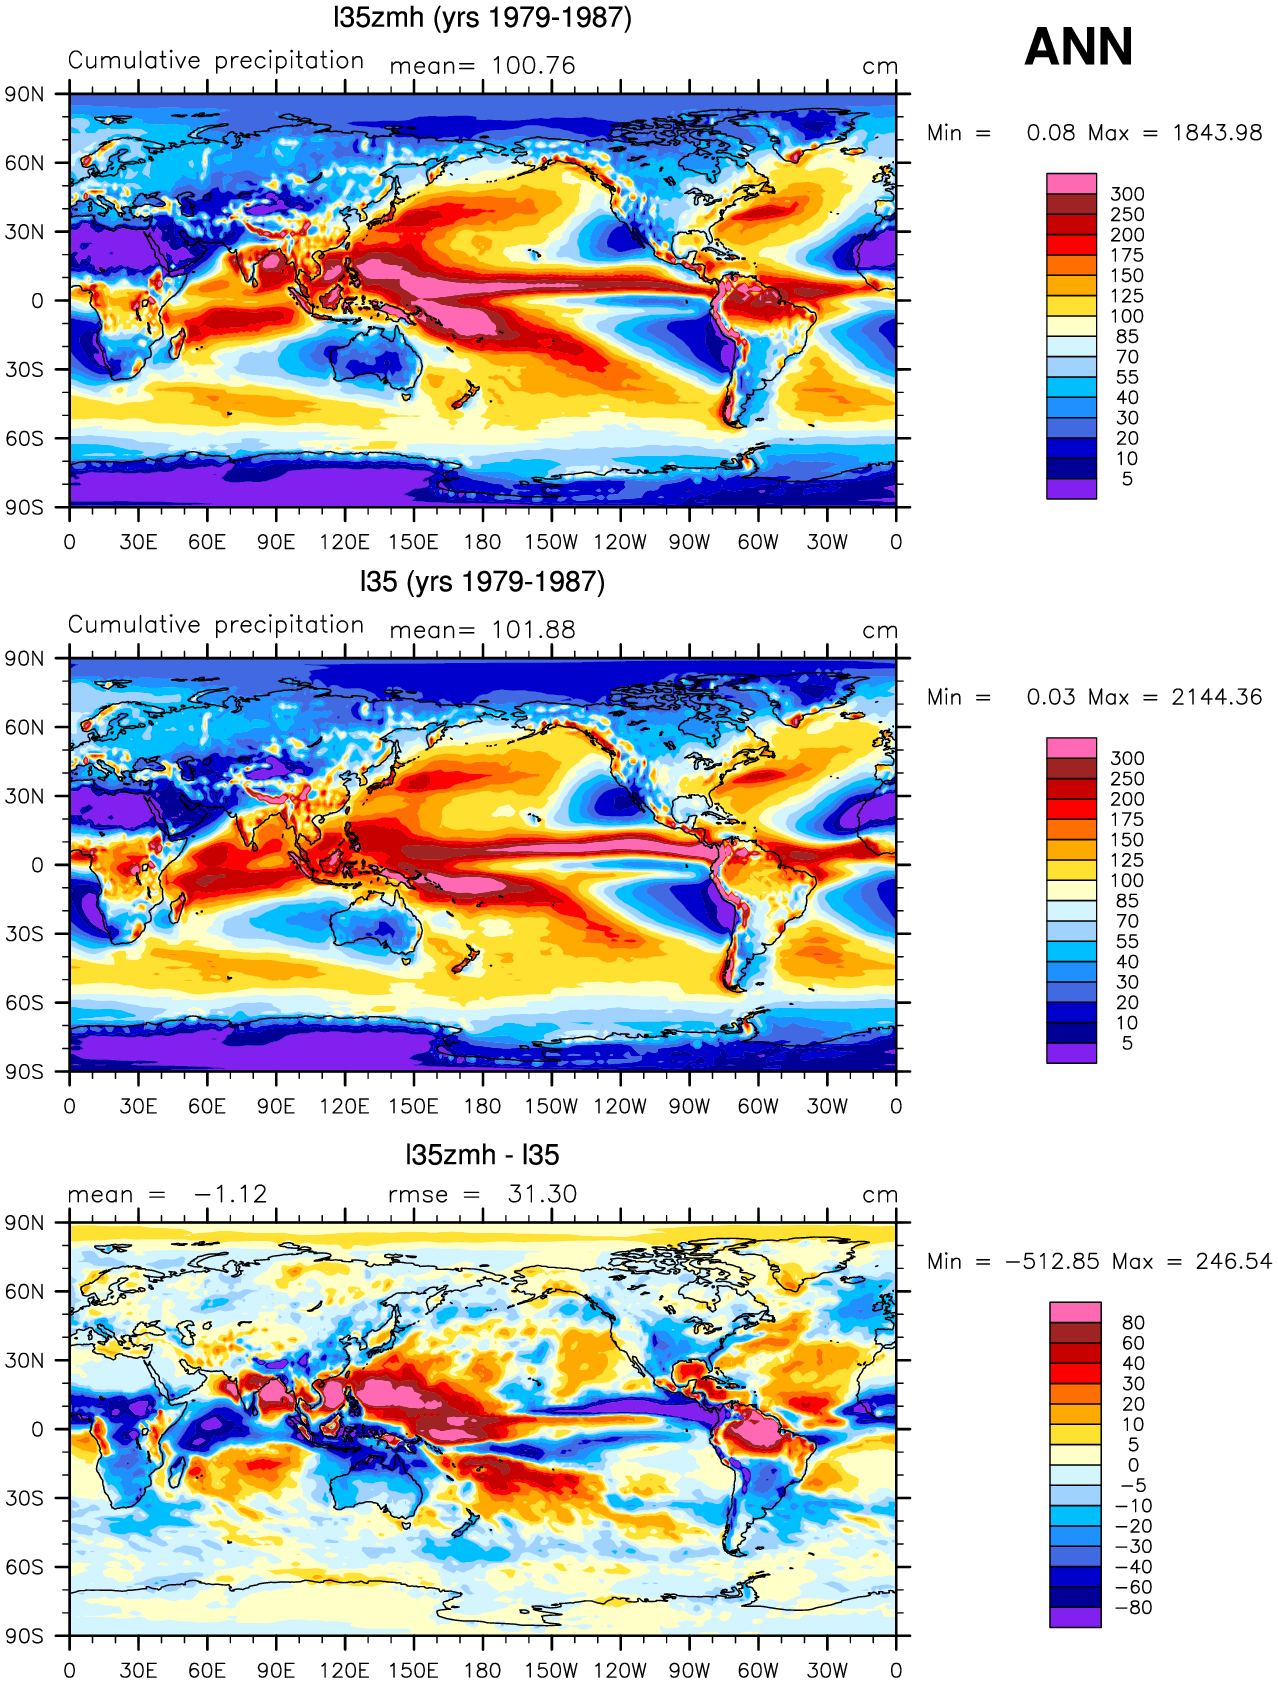 l35zmh (yrs 1979-1987)
ANN
Cumulative precipitation mean= 100.76 cm
Min = 0.08 Max = 1843.98
90N
60N
30N
0
30S
60S
90S
0 30E 60E 90E 120E 150E 180 150W 120W 90W 60W 30W 0
300
250
200
175
150
125
100
85
70
55
40
30
20
10
5
l35 (yrs 1979-1987)
Cumulative precipitation mean= 101.88 cm
Min = 0.03 Max = 2144.36
90N
60N
30N
0
30S
60S
90S
0 30E 60E 90E 120E 150E 180 150W 120W 90W 60W 30W 0
300
250
200
175
150
125
100
85
70
55
40
30
20
10
5
l35zmh - l35
mean = −1.12 rmse = 31.30 cm
Min = −512.85 Max = 246.54
90N
60N
30N
0
30S
60S
90S
0 30E 60E 90E 120E 150E 180 150W 120W 90W 60W 30W 0
80
60
40
30
20
10
5
0
−5
−10
−20
−30
−40
−60
−80